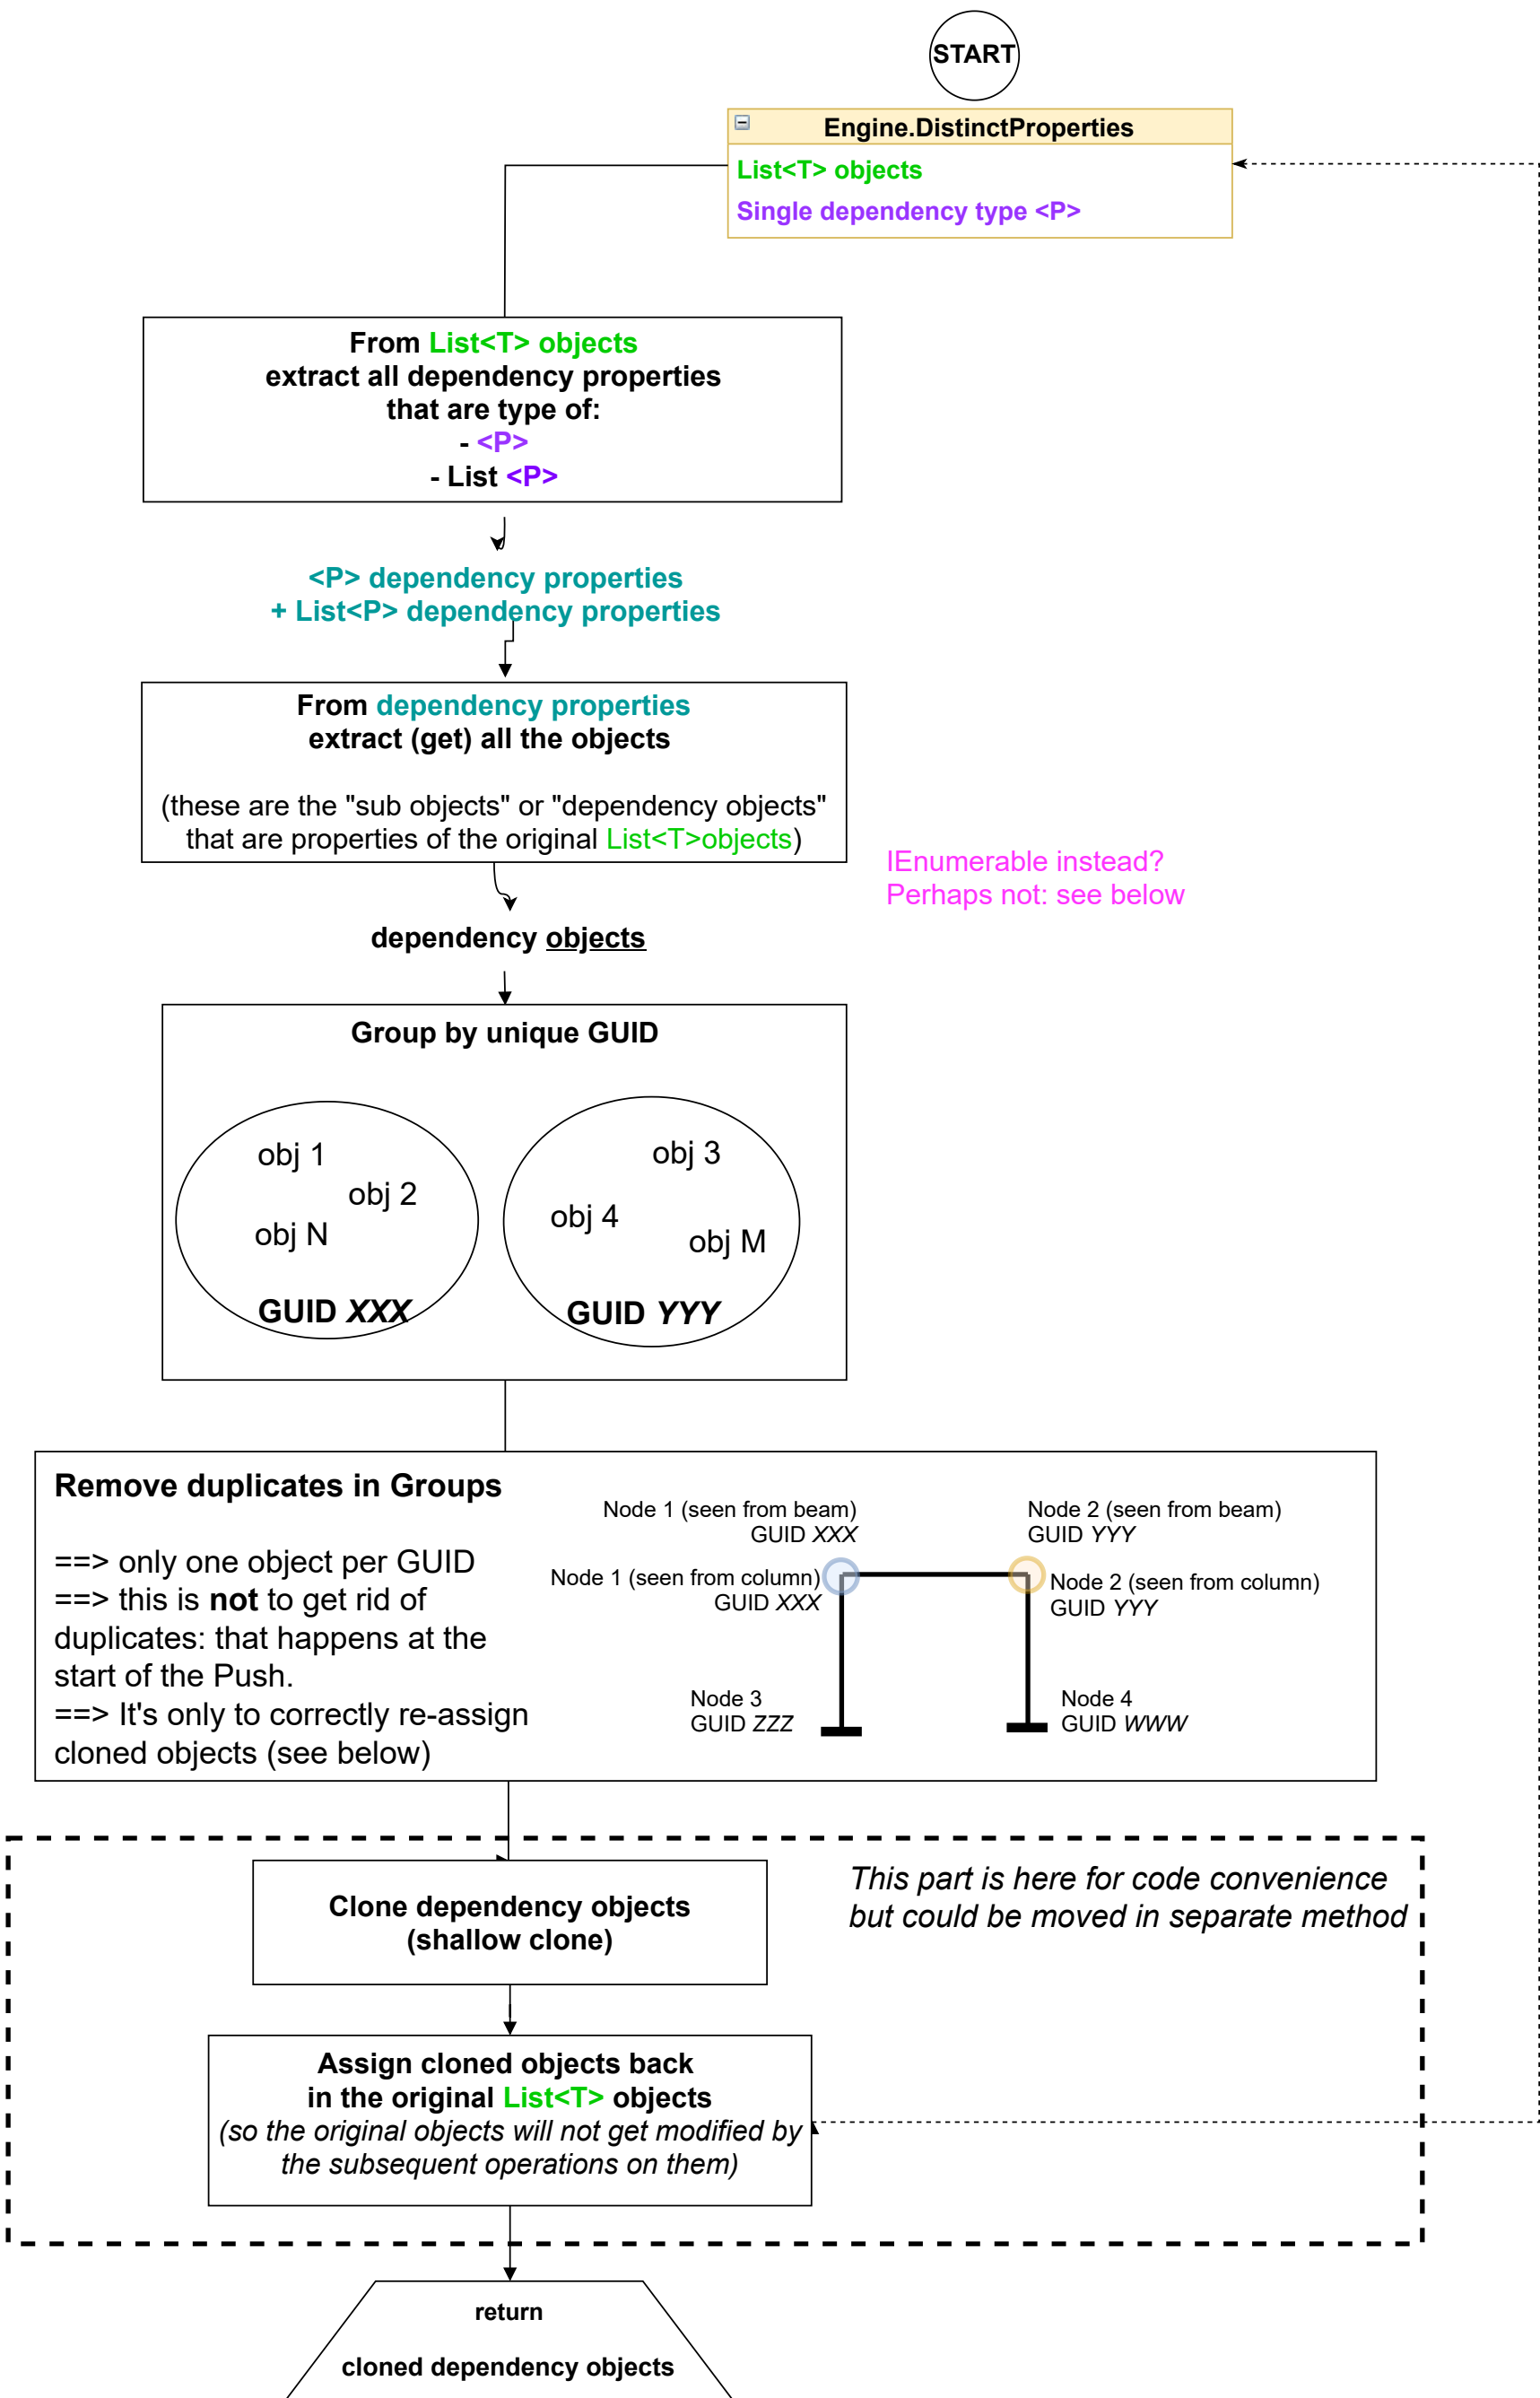 START
Engine.DistinctProperties
List<T> objects
Single dependency type <P>
From List<T> objects
extract all dependency properties
that are type of:
- <P>
- List <P>
<P> dependency properties
+ List<P> dependency properties
From dependency properties
extract (get) all the objects
(these are the "sub objects" or "dependency objects"
that are properties of the original List<T>objects)
IEnumerable instead?
Perhaps not: see below
dependency objects
Group by unique GUID
obj 1
obj 2
obj N
GUID XXX
obj 3
obj 4
obj M
GUID YYY
Remove duplicates in Groups
==> only one object per GUID
==> this is not to get rid of
duplicates: that happens at the
start of the Push.
==> It's only to correctly re-assign
cloned objects (see below)
Node 1 (seen from beam)
GUID XXX
Node 2 (seen from beam)
GUID YYY
Node 1 (seen from column)
GUID XXX
Node 2 (seen from column)
GUID YYY
Node 3
GUID ZZZ
Node 4
GUID WWW
This part is here for code convenience
but could be moved in separate method
Clone dependency objects
(shallow clone)
Assign cloned objects back
in the original List<T> objects
(so the original objects will not get modified by
the subsequent operations on them)
return
cloned dependency objects